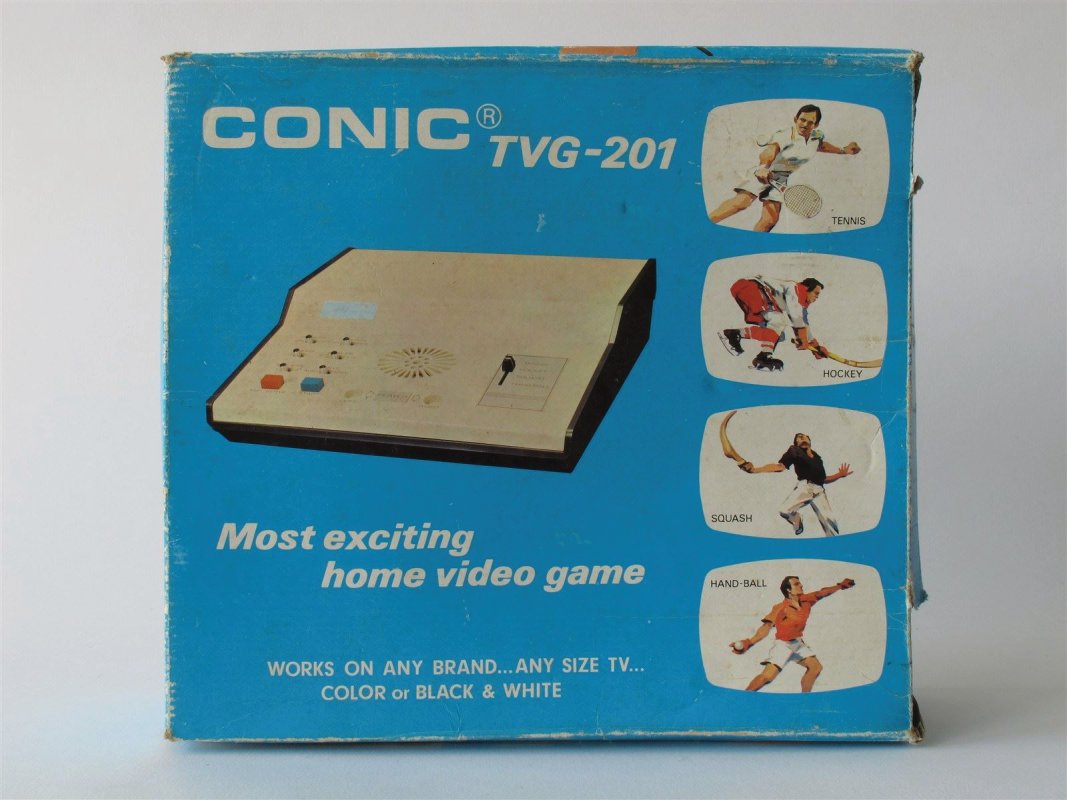 CONIC®
TVG-201
TENNIS
HOCKEY
SQUASH
HAND-BALL
Most exciting
home video game
WORKS ON ANY BRAND...ANY SIZE TV...
COLOR or BLACK & WHITE